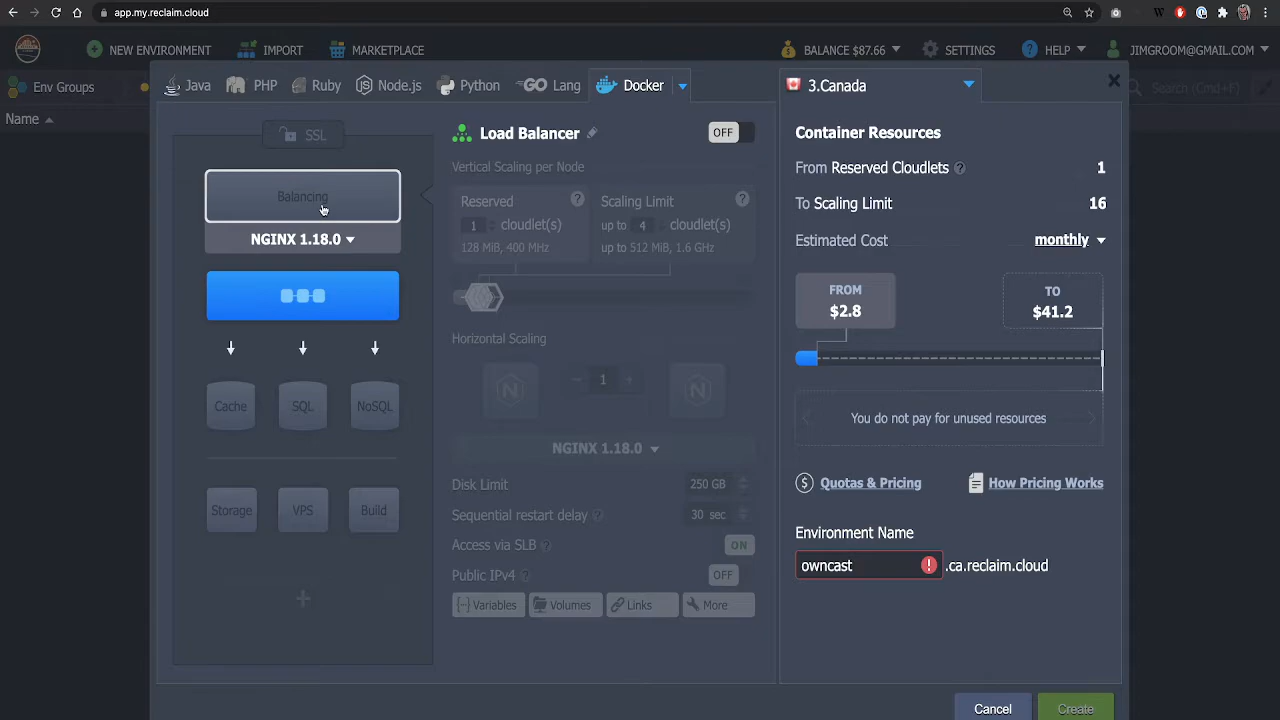 app.my.reclaim.cloud
NEW ENVIRONMENT
IMPORT
MARKETPLACE
BALANCE $87.66
SETTINGS
HELP
JIMGROOM@GMAIL.COM
Env Groups
Search (Cmd+F)
Name
Java
PHP
Ruby
Node.js
Python
GO Lang
Docker
3.Canada
SSL
Balancing
NGINX 1.18.0
Cache
SQL
NoSQL
Storage
VPS
Build
+
Load Balancer
OFF
Vertical Scaling per Node
Reserved ?
1 cloudlet(s)
128 MiB, 400 MHz
Scaling Limit ?
up to 4 cloudlet(s)
up to 512 MiB, 1.6 GHz
Horizontal Scaling
N
− 1 +
N
NGINX 1.18.0
Disk Limit 250 GB
Sequential restart delay ? 30 sec
Access via SLB ? ON
Public IPv4 ? OFF
Variables
Volumes
Links
More
Container Resources
From Reserved Cloudlets ? 1
To Scaling Limit 16
Estimated Cost monthly
FROM
$2.8
TO
$41.2
You do not pay for unused resources
$ Quotas & Pricing
How Pricing Works
Environment Name
owncast ! .ca.reclaim.cloud
Cancel
Create